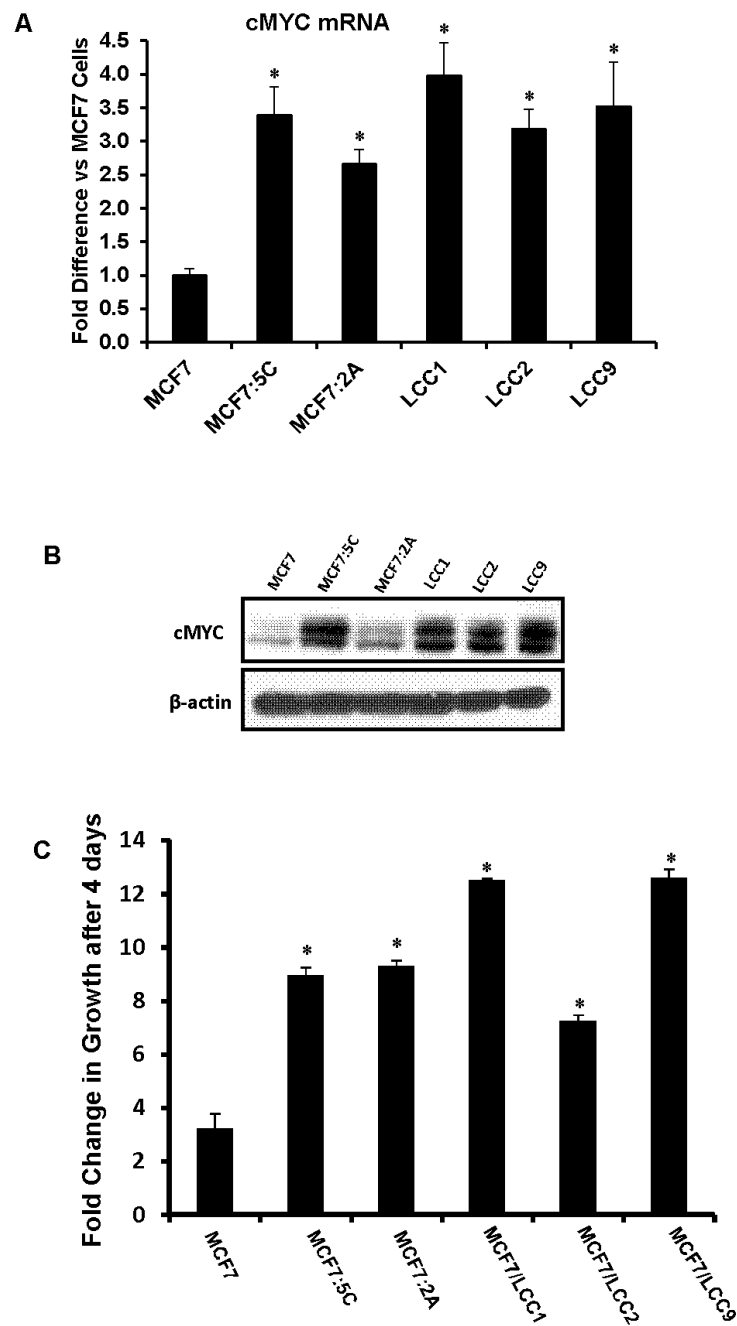 A
cMYC mRNA
Fold Difference vs MCF7 Cells
4.5
4.0
3.5
3.0
2.5
2.0
1.5
1.0
0.5
0.0
* * * * *
MCF7 MCF7:5C MCF7:2A LCC1 LCC2 LCC9
B
MCF7 MCF7:5C MCF7:2A LCC1 LCC2 LCC9
cMYC
β-actin
C
Fold Change in Growth after 4 days
14
12
10
8
6
4
2
0
* * * * *
MCF7 MCF7:5C MCF7:2A MCF7/LCC1 MCF7/LCC2 MCF7/LCC9